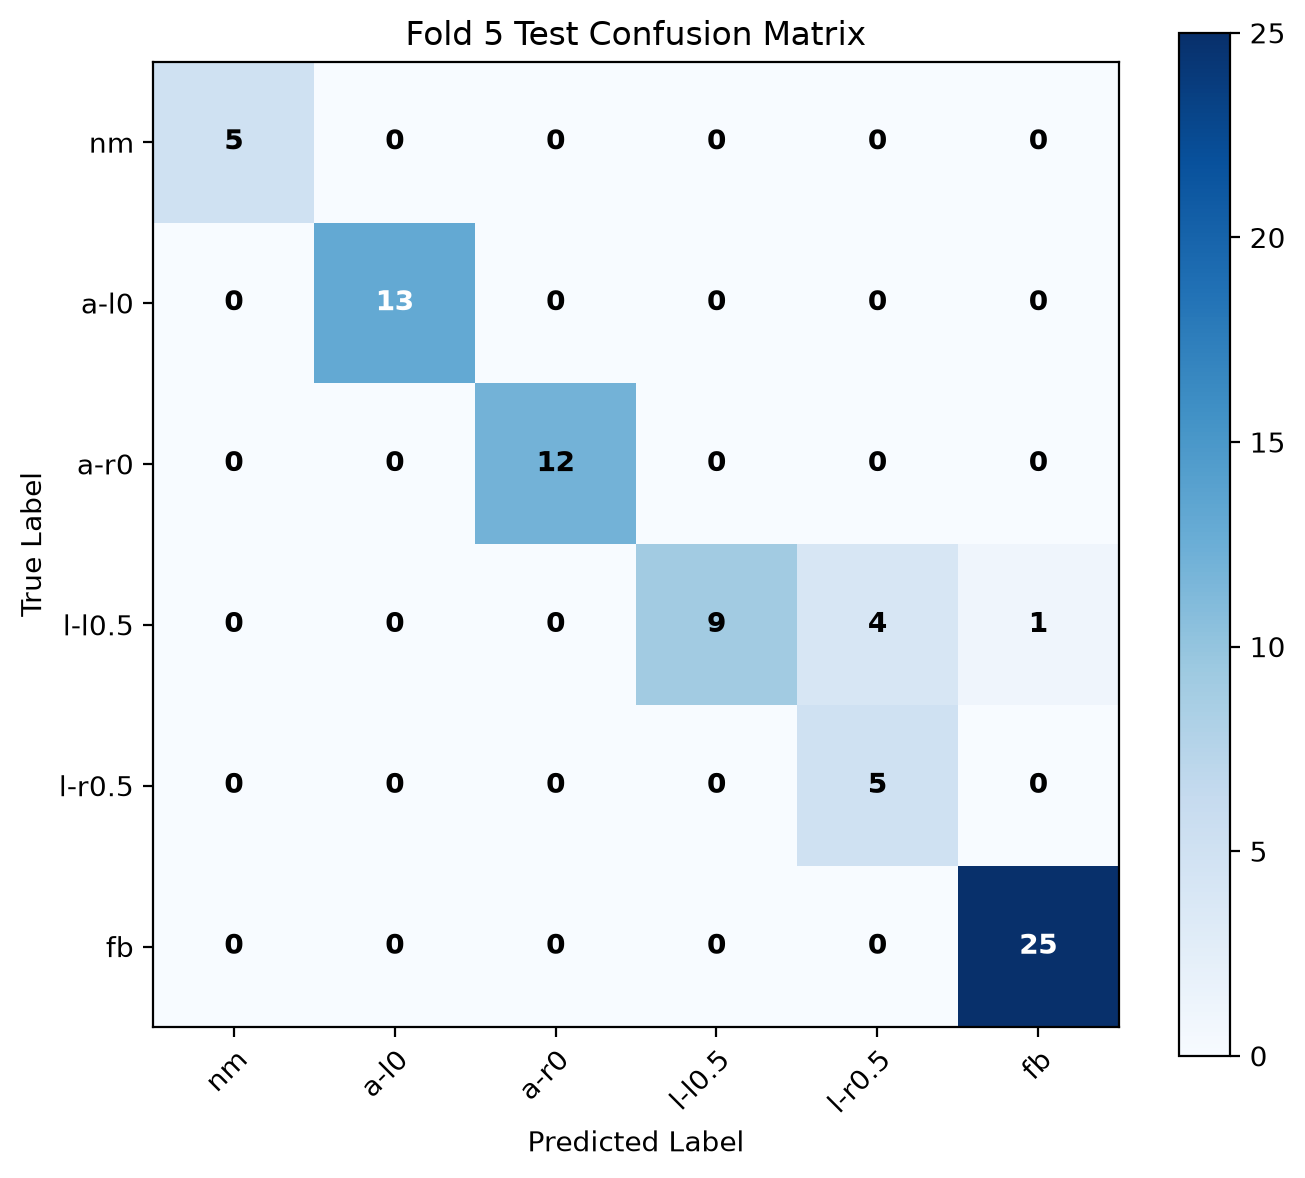 Fold 5 Test Confusion Matrix
True Label
nm 5 0 0 0 0 0
a-l0 0 13 0 0 0 0
a-r0 0 0 12 0 0 0
l-l0.5 0 0 0 9 4 1
l-r0.5 0 0 0 0 5 0
fb 0 0 0 0 0 25
nm a-l0 a-r0 l-l0.5 l-r0.5 fb
Predicted Label
25
20
15
10
5
0